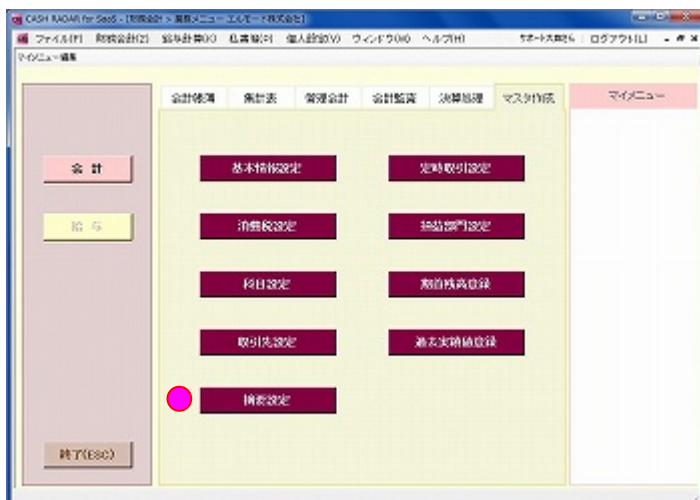 CASH RADAR for SaaS - [財務会計 > 業務メニュー エルモード株式会社]
ファイル(F) 財務会計(Z) 給与計算(K) 私書箱(P) 個人設定(V) ウィンドウ(W) ヘルプ(H) ログアウト(L)
マイメニュー編集
会計帳簿 集計表 管理会計 会計監査 決算処理 マスタ作成 マイメニュー
会 計 基本情報設定 定時取引設定
給 与 消費税設定 損益部門設定
科目設定 期首残高登録
取引先設定 過去実績値登録
摘要設定
終了(ESC)